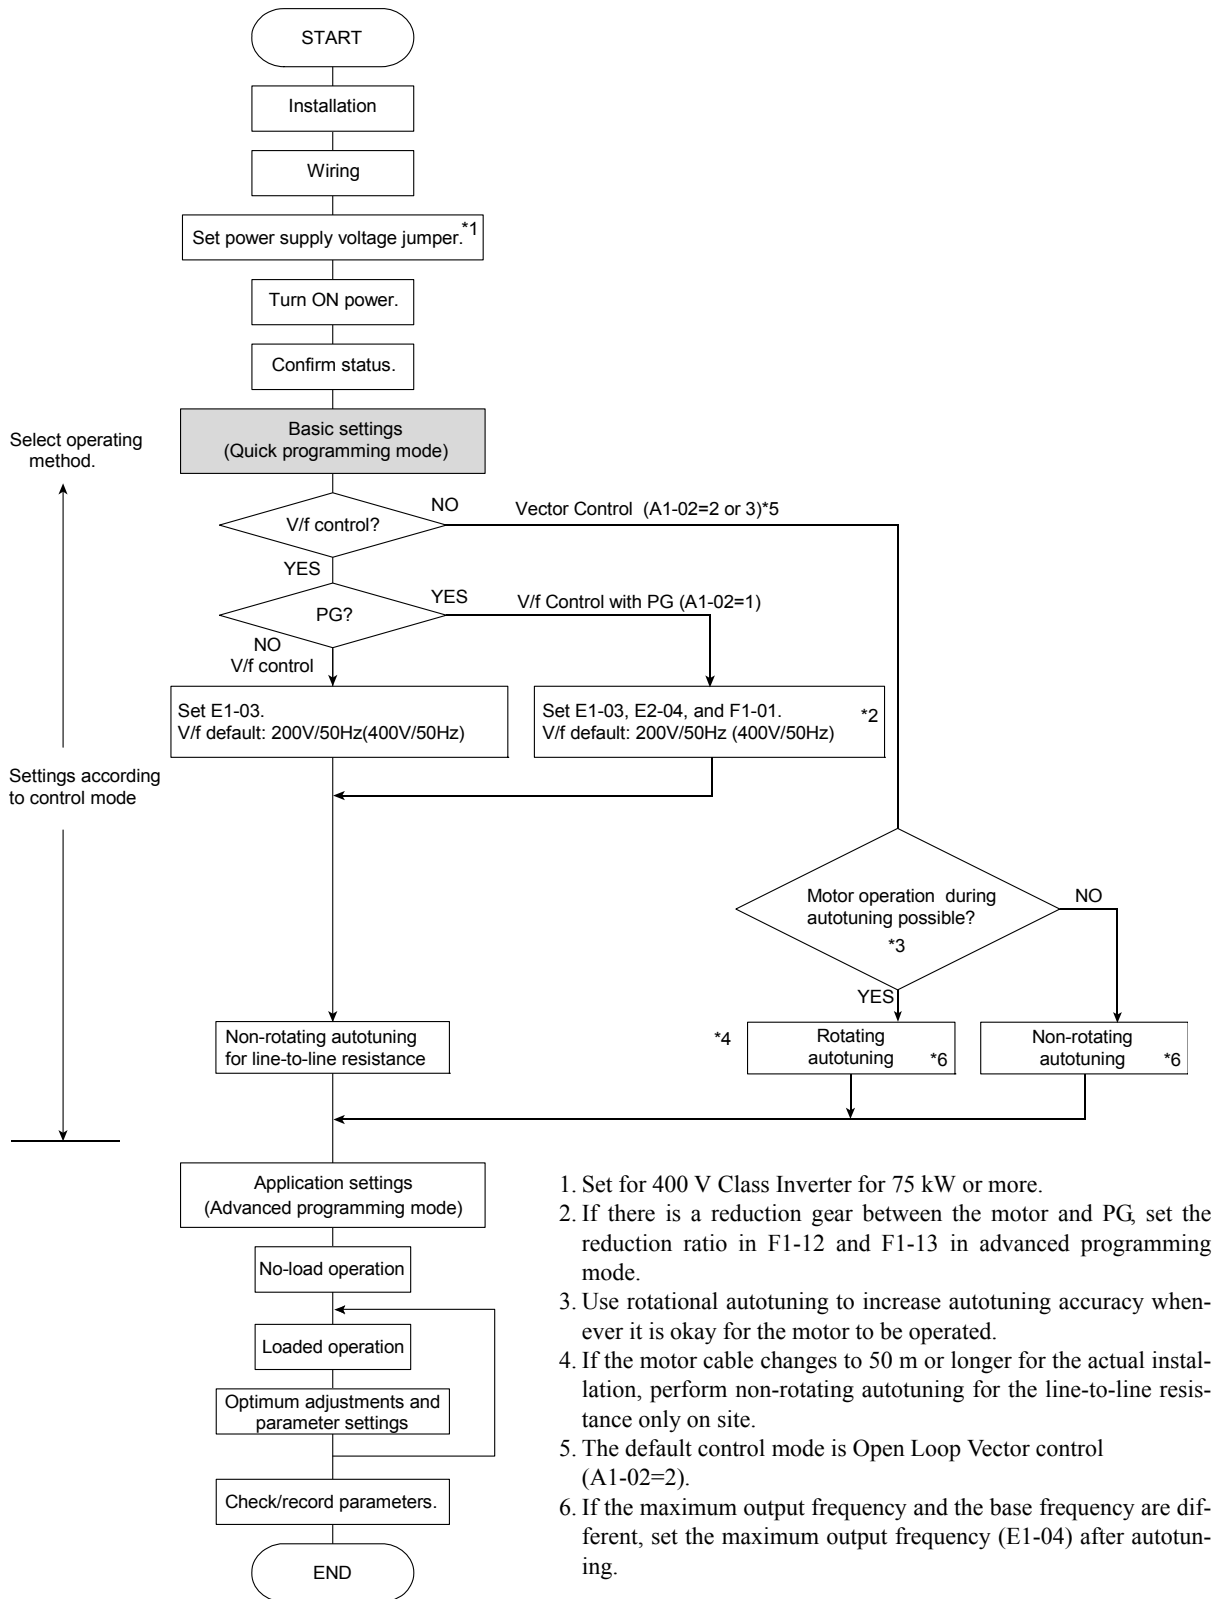 START
Installation
Wiring
Set power supply voltage jumper.*1
Turn ON power.
Confirm status.
Basic settings
(Quick programming mode)
Select operating
method.
V/f control?
NO
Vector Control (A1-02=2 or 3)*5
YES
PG?
YES
V/f Control with PG (A1-02=1)
NO
V/f control
Set E1-03.
V/f default: 200V/50Hz(400V/50Hz)
Set E1-03, E2-04, and F1-01.
*2
V/f default: 200V/50Hz (400V/50Hz)
Settings according
to control mode
Motor operation during
autotuning possible?
*3
NO
YES
Non-rotating autotuning
for line-to-line resistance
*4
Rotating
autotuning
*6
Non-rotating
autotuning
*6
Application settings
(Advanced programming mode)
No-load operation
Loaded operation
Optimum adjustments and
parameter settings
Check/record parameters.
END
1. Set for 400 V Class Inverter for 75 kW or more.
2. If there is a reduction gear between the motor and PG, set the
reduction ratio in F1-12 and F1-13 in advanced programming
mode.
3. Use rotational autotuning to increase autotuning accuracy when-
ever it is okay for the motor to be operated.
4. If the motor cable changes to 50 m or longer for the actual instal-
lation, perform non-rotating autotuning for the line-to-line resis-
tance only on site.
5. The default control mode is Open Loop Vector control
(A1-02=2).
6. If the maximum output frequency and the base frequency are dif-
ferent, set the maximum output frequency (E1-04) after autotun-
ing.